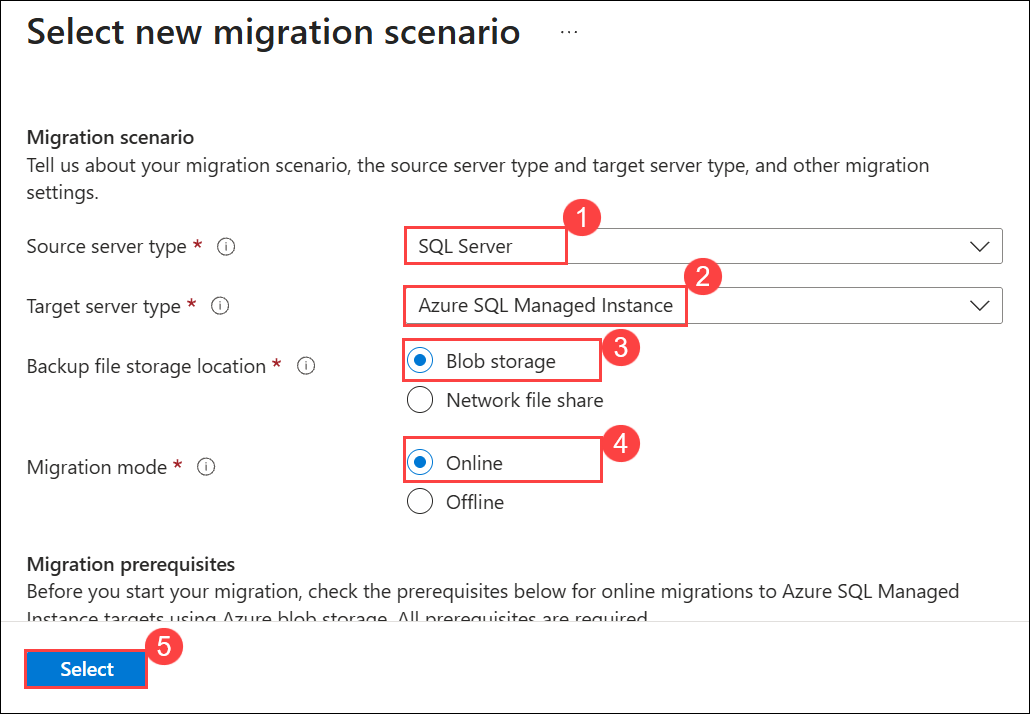 Select new migration scenario ...
Migration scenario
Tell us about your migration scenario, the source server type and target server type, and other migration
settings.
1
Source server type * SQL Server
2
Target server type * Azure SQL Managed Instance
3
Backup file storage location * Blob storage
Network file share
4
Migration mode * Online
Offline
Migration prerequisites
Before you start your migration, check the prerequisites below for online migrations to Azure SQL Managed
Instance targets using Azure blob storage. All prerequisites are required.
5
Select